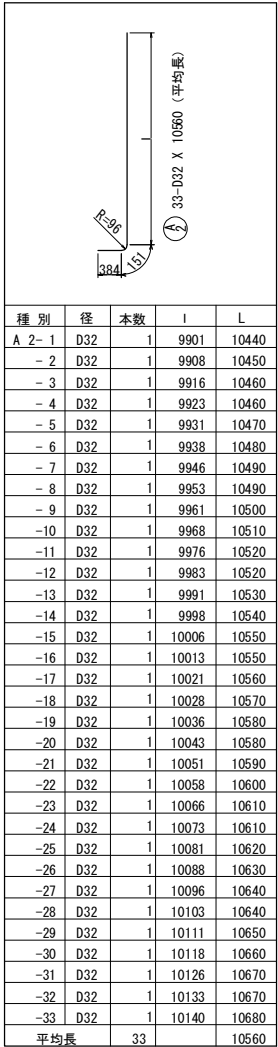 l
A2 33-D32 X 10560 (平均長)
R=96
384
151
種 別 径 本数 l L
A 2- 1 D32 1 9901 10440
- 2 D32 1 9908 10450
- 3 D32 1 9916 10460
- 4 D32 1 9923 10460
- 5 D32 1 9931 10470
- 6 D32 1 9938 10480
- 7 D32 1 9946 10490
- 8 D32 1 9953 10490
- 9 D32 1 9961 10500
-10 D32 1 9968 10510
-11 D32 1 9976 10520
-12 D32 1 9983 10520
-13 D32 1 9991 10530
-14 D32 1 9998 10540
-15 D32 1 10006 10550
-16 D32 1 10013 10550
-17 D32 1 10021 10560
-18 D32 1 10028 10570
-19 D32 1 10036 10580
-20 D32 1 10043 10580
-21 D32 1 10051 10590
-22 D32 1 10058 10600
-23 D32 1 10066 10610
-24 D32 1 10073 10610
-25 D32 1 10081 10620
-26 D32 1 10088 10630
-27 D32 1 10096 10640
-28 D32 1 10103 10640
-29 D32 1 10111 10650
-30 D32 1 10118 10660
-31 D32 1 10126 10670
-32 D32 1 10133 10670
-33 D32 1 10140 10680
平均長 33 10560